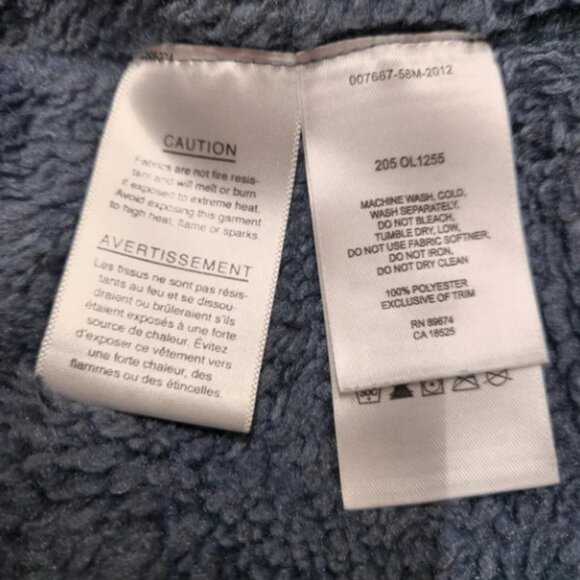 CAUTION
Fabrics are not fire resis-
tant and will melt or burn
if exposed to extreme heat.
Avoid exposing this garment
to high heat, flame or sparks.
AVERTISSEMENT
Les tissus ne sont pas résis-
tants au feu et se dissou-
draient ou brûleraient s'ils
étaient exposés à une forte
source de chaleur. Évitez
d'exposer ce vêtement vers
une forte chaleur, des
flammes ou des étincelles.
007667-58M-2012
205 OL1255
MACHINE WASH, COLD,
WASH SEPARATELY,
DO NOT BLEACH,
TUMBLE DRY, LOW,
DO NOT USE FABRIC SOFTNER,
DO NOT IRON,
DO NOT DRY CLEAN
100% POLYESTER
EXCLUSIVE OF TRIM
RN 89674
CA 18525